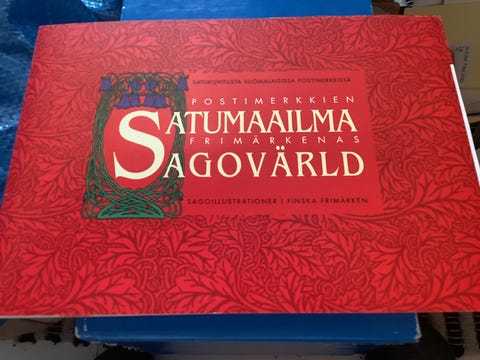 SATUKUVITUSTA SUOMALAISISSA POSTIMERKEISSÄ
POSTIMERKKIEN
SATUMAAILMA
FRIMÄRKENAS
SAGOVÄRLD
SAGOILLUSTRATIONER I FINSKA FRIMÄRKEN